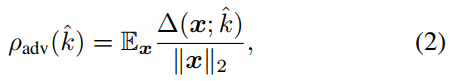 ρ_adv(k̂) = 𝔼_𝒙 Δ(𝒙; k̂) / ‖𝒙‖₂ , (2)